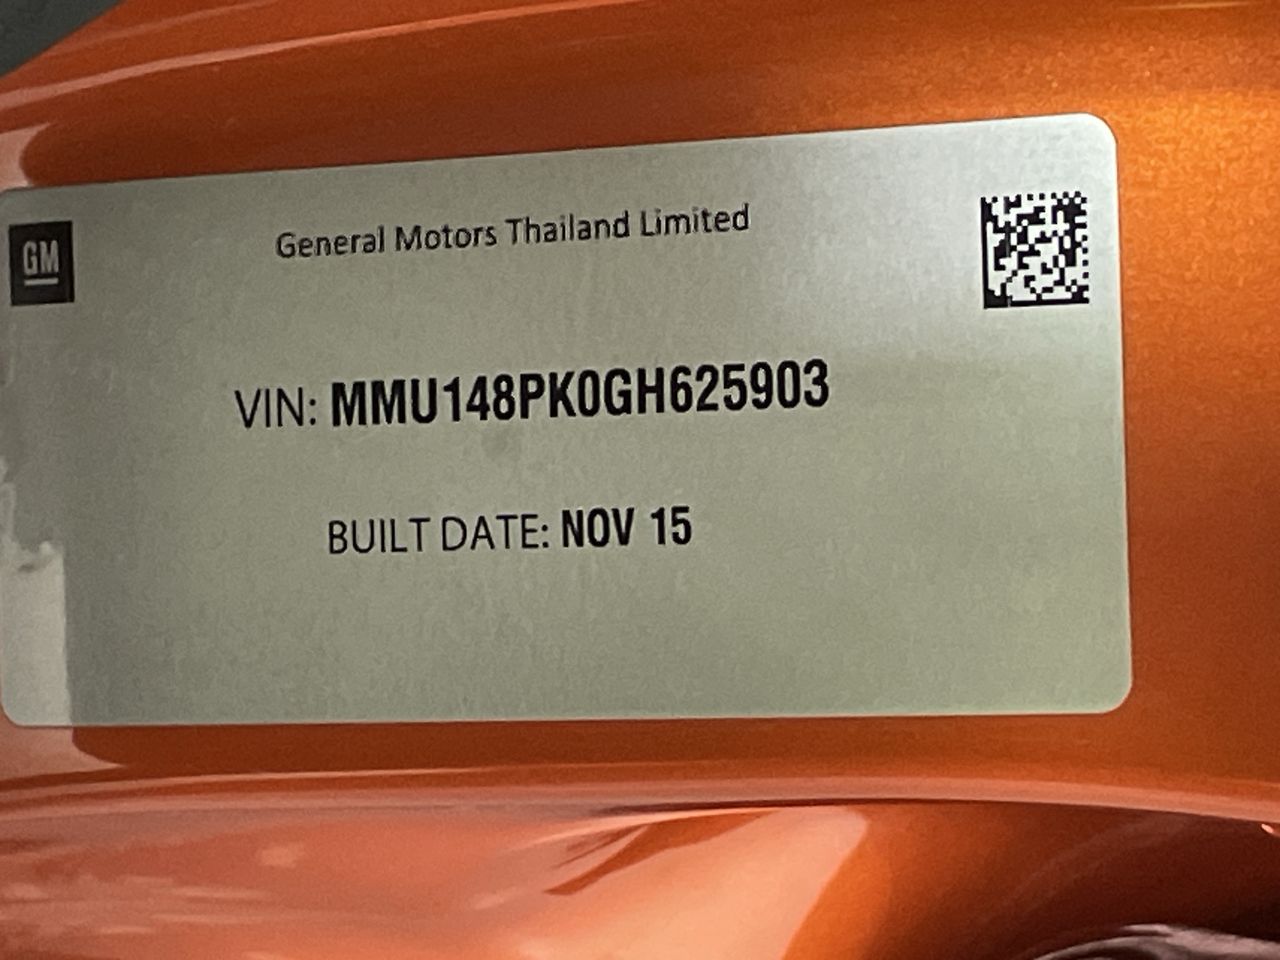 GM
General Motors Thailand Limited
VIN: MMU148PK0GH625903
BUILT DATE: NOV 15